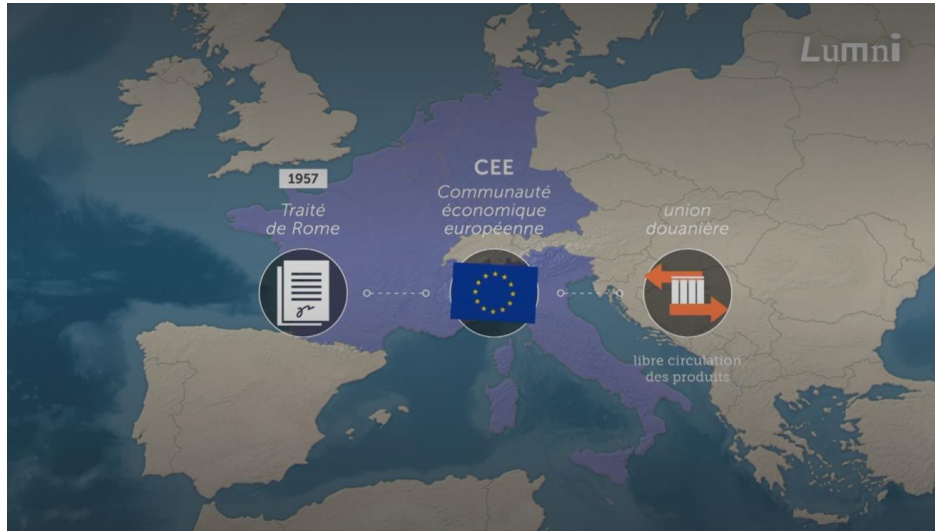 Lumni
1957
Traité
de Rome
CEE
Communauté
économique
européenne
union
douanière
libre circulation
des produits